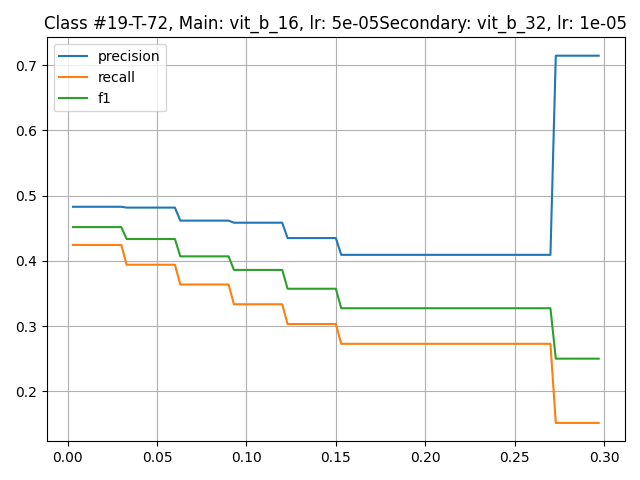 Class #19-T-72, Main: vit_b_16, lr: 5e-05Secondary: vit_b_32, lr: 1e-05
precision
recall
f1
0.7
0.6
0.5
0.4
0.3
0.2
0.00 0.05 0.10 0.15 0.20 0.25 0.30